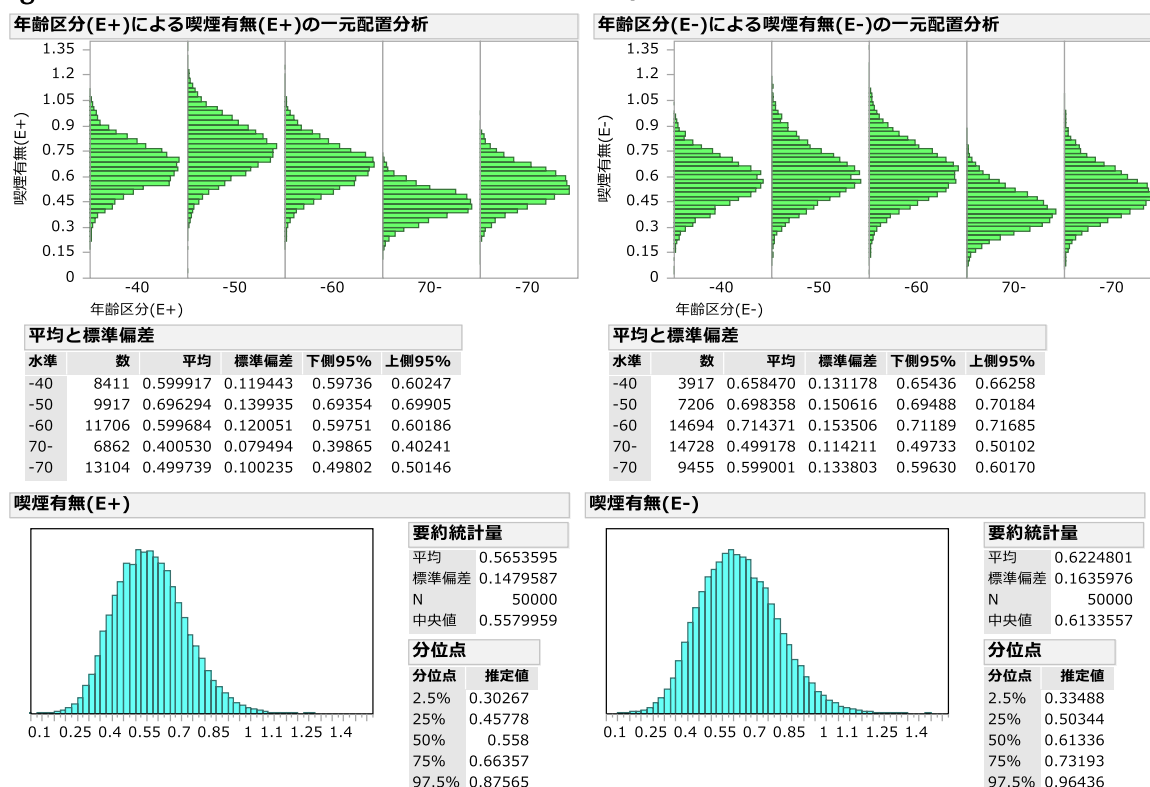 年齢区分(E+)による喫煙有無(E+)の一元配置分析
喫煙有無(E+)
1.35
1.2
1.05
0.9
0.75
0.6
0.45
0.3
0.15
0
-40 -50 -60 70- -70
年齢区分(E+)
平均と標準偏差
水準 数 平均 標準偏差 下側95% 上側95%
-40 8411 0.599917 0.119443 0.59736 0.60247
-50 9917 0.696294 0.139935 0.69354 0.69905
-60 11706 0.599684 0.120051 0.59751 0.60186
70- 6862 0.400530 0.079494 0.39865 0.40241
-70 13104 0.499739 0.100235 0.49802 0.50146
年齢区分(E-)による喫煙有無(E-)の一元配置分析
喫煙有無(E-)
1.35
1.2
1.05
0.9
0.75
0.6
0.45
0.3
0.15
0
-40 -50 -60 70- -70
年齢区分(E-)
平均と標準偏差
水準 数 平均 標準偏差 下側95% 上側95%
-40 3917 0.658470 0.131178 0.65436 0.66258
-50 7206 0.698358 0.150616 0.69488 0.70184
-60 14694 0.714371 0.153506 0.71189 0.71685
70- 14728 0.499178 0.114211 0.49733 0.50102
-70 9455 0.599001 0.133803 0.59630 0.60170
喫煙有無(E+)
0.1 0.25 0.4 0.55 0.7 0.85 1 1.1 1.25 1.4
要約統計量
平均 0.5653595
標準偏差 0.1479587
N 50000
中央値 0.5579959
分位点
分位点 推定値
2.5% 0.30267
25% 0.45778
50% 0.558
75% 0.66357
97.5% 0.87565
喫煙有無(E-)
0.1 0.25 0.4 0.55 0.7 0.85 1 1.1 1.25 1.4
要約統計量
平均 0.6224801
標準偏差 0.1635976
N 50000
中央値 0.6133557
分位点
分位点 推定値
2.5% 0.33488
25% 0.50344
50% 0.61336
75% 0.73193
97.5% 0.96436